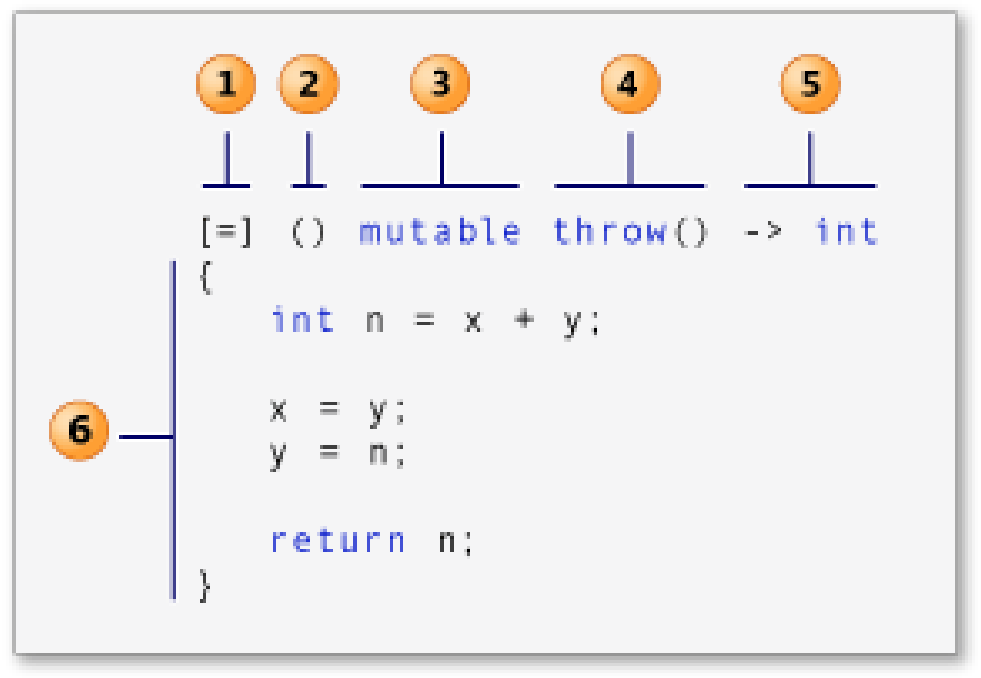 1 2 3 4 5
[=] () mutable throw() -> int
{
int n = x + y;
x = y;
6
y = n;
return n;
}